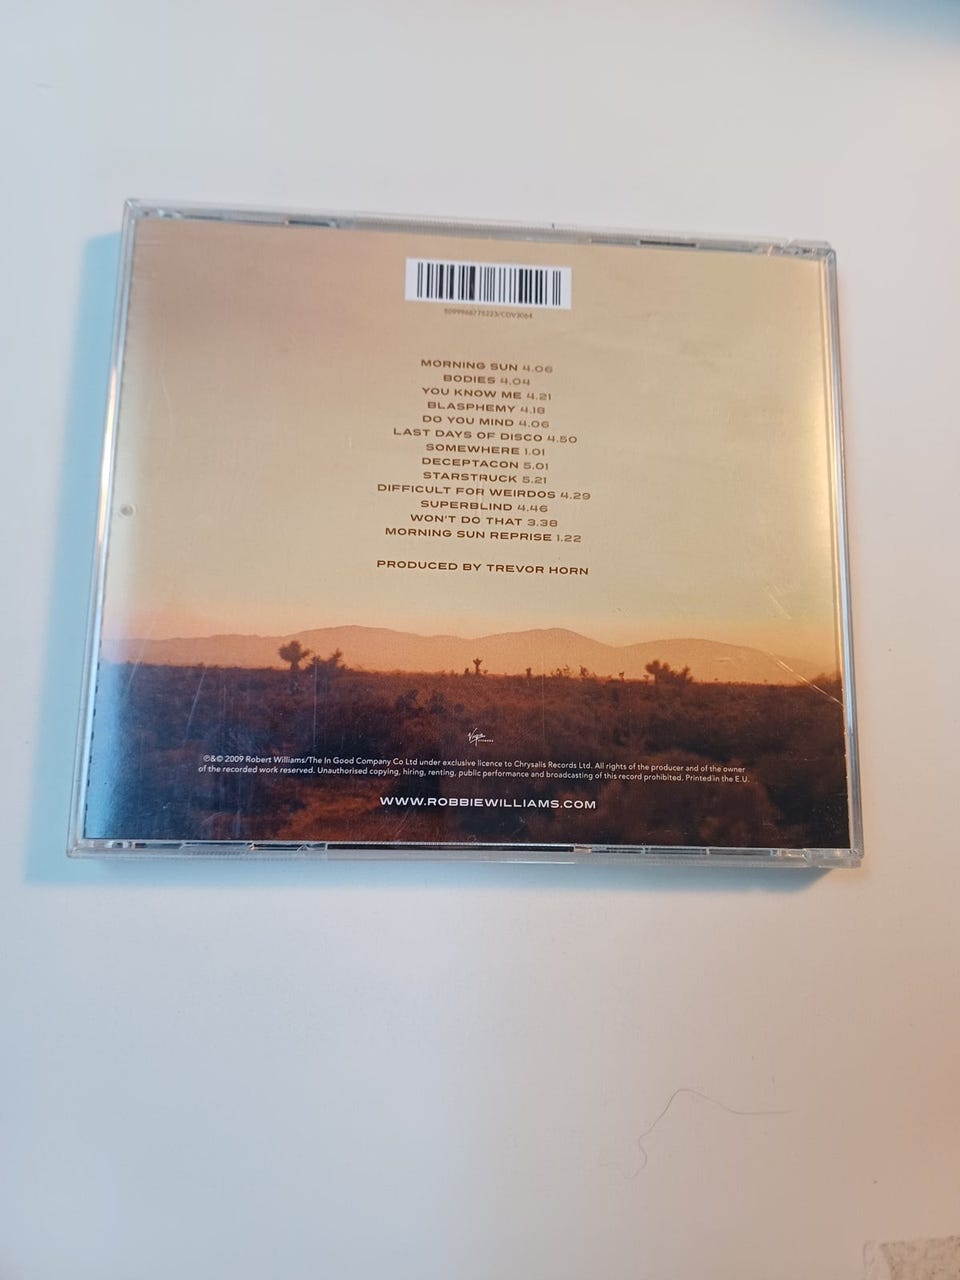 5099968775223/CDV3064
MORNING SUN 4.06
BODIES 4.04
YOU KNOW ME 4.21
BLASPHEMY 4.18
DO YOU MIND 4.06
LAST DAYS OF DISCO 4.50
SOMEWHERE 1.01
DECEPTACON 5.01
STARSTRUCK 5.21
DIFFICULT FOR WEIRDOS 4.29
SUPERBLIND 4.46
WON'T DO THAT 3.38
MORNING SUN REPRISE 1.22
PRODUCED BY TREVOR HORN
Virgin
℗&© 2009 Robert Williams/The In Good Company Co Ltd under exclusive licence to Chrysalis Records Ltd. All rights of the producer and of the owner
of the recorded work reserved. Unauthorised copying, hiring, renting, public performance and broadcasting of this record prohibited. Printed in the E.U.
WWW.ROBBIEWILLIAMS.COM